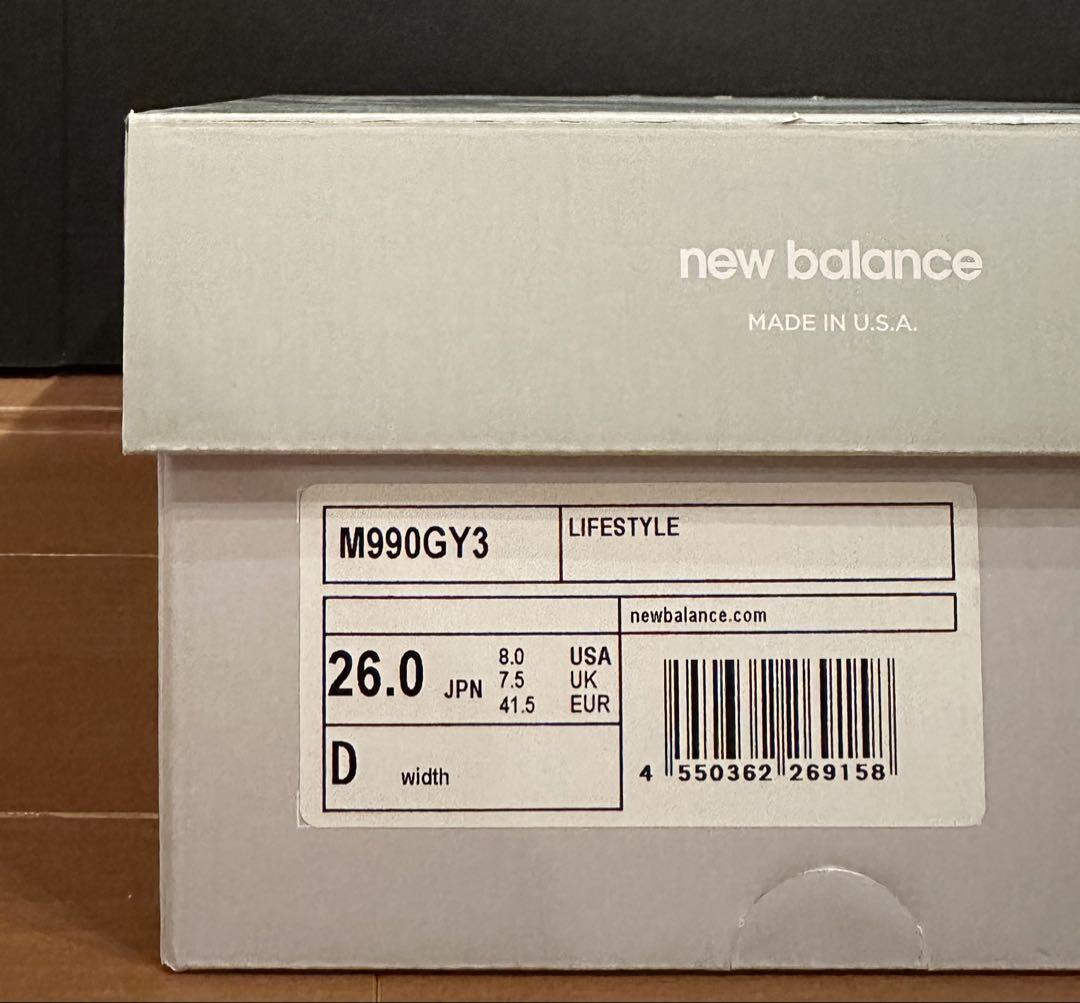 new balance
MADE IN U.S.A.
M990GY3
LIFESTYLE
newbalance.com
26.0 JPN
8.0 USA
7.5 UK
41.5 EUR
D width
4 550362 269158